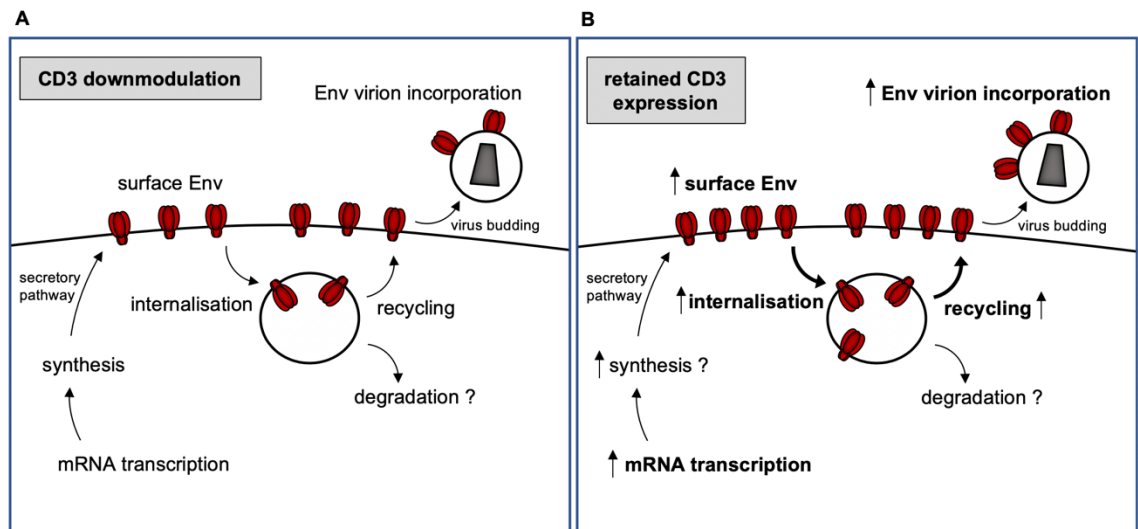 A
CD3 downmodulation
Env virion incorporation
surface Env
virus budding
secretory
pathway
internalisation
recycling
synthesis
degradation ?
mRNA transcription
B
retained CD3
expression
↑ Env virion incorporation
↑ surface Env
virus budding
secretory
pathway
↑ internalisation
recycling ↑
↑ synthesis ?
degradation ?
↑ mRNA transcription